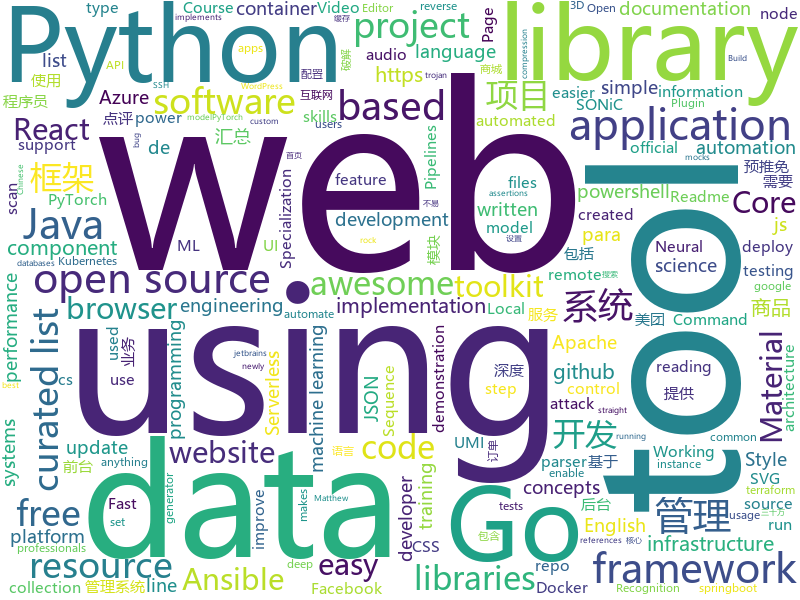 type
Course
Video
Editor
reverse
缓存
3D
Open
implements
container
API
apps
破解
Page
compression
documentation
node
Python
list
project
library
使用
audio
language
WordPress
Build
程序员
Azure
software
https
配置
商城
Plugin
easier
information
点评
power
互联网
skills
simple
SONiC
automated
项目
ssh
trojan
users
based
React
汇总
application
official
bug
support
de
custom
web
Pipelines
automation
modelPyTorch
首页
files
powershell
mocks
预推兔
需要
scan
框架
PyTorch
Specialization
feature
written
Readme
Core
Chinese
Java
development
model
created
assertions
para
js
ML
UI
模块
component
不易
Neural
deploy
databases
Kubernetes
rock
设置
包括
science
testing
open source
remote
搜索
google
awesome
toolkit
系统
tool
商品
browser
engineering
implementation
Local
服务
美团
Command
performance
curated list
used
业务
programming
automate
using
Serverless
machine learning
jetbrains
newly
best
cs
use
demonstration
Apache
深度
reading
Material
architecture
step
github
control
提供
JSON
Sequence
attack
straight
Style
订单
开发
common
UMI
Working
SVG
systems
update
website
code
parser
基于
instance
terraform
前台
语言
running
enable
anything
data
Go
concepts
后台
管理
source
Fast
usage
三千万
free
generator
improve
developer
training
tests
English
run
platform
set
makes
Matthew
CSS
包含
infrastructure
resource
easy
libraries
repo
framework
professionals
references
核心
collection
管理系统
line
Ansible
deep
Facebook
Docker
Recognition
springboot